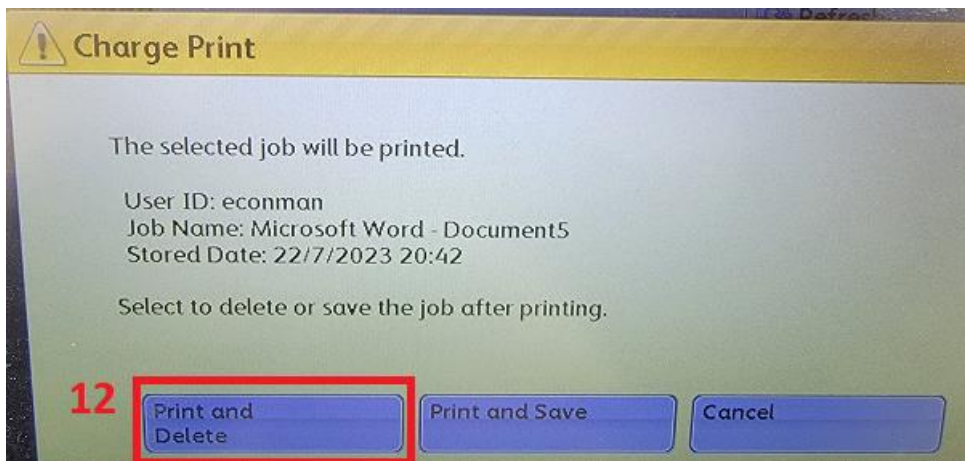 Refresh
Charge Print
The selected job will be printed.
User ID: econman
Job Name: Microsoft Word - Document5
Stored Date: 22/7/2023 20:42
Select to delete or save the job after printing.
12
Print and
Delete
Print and Save
Cancel